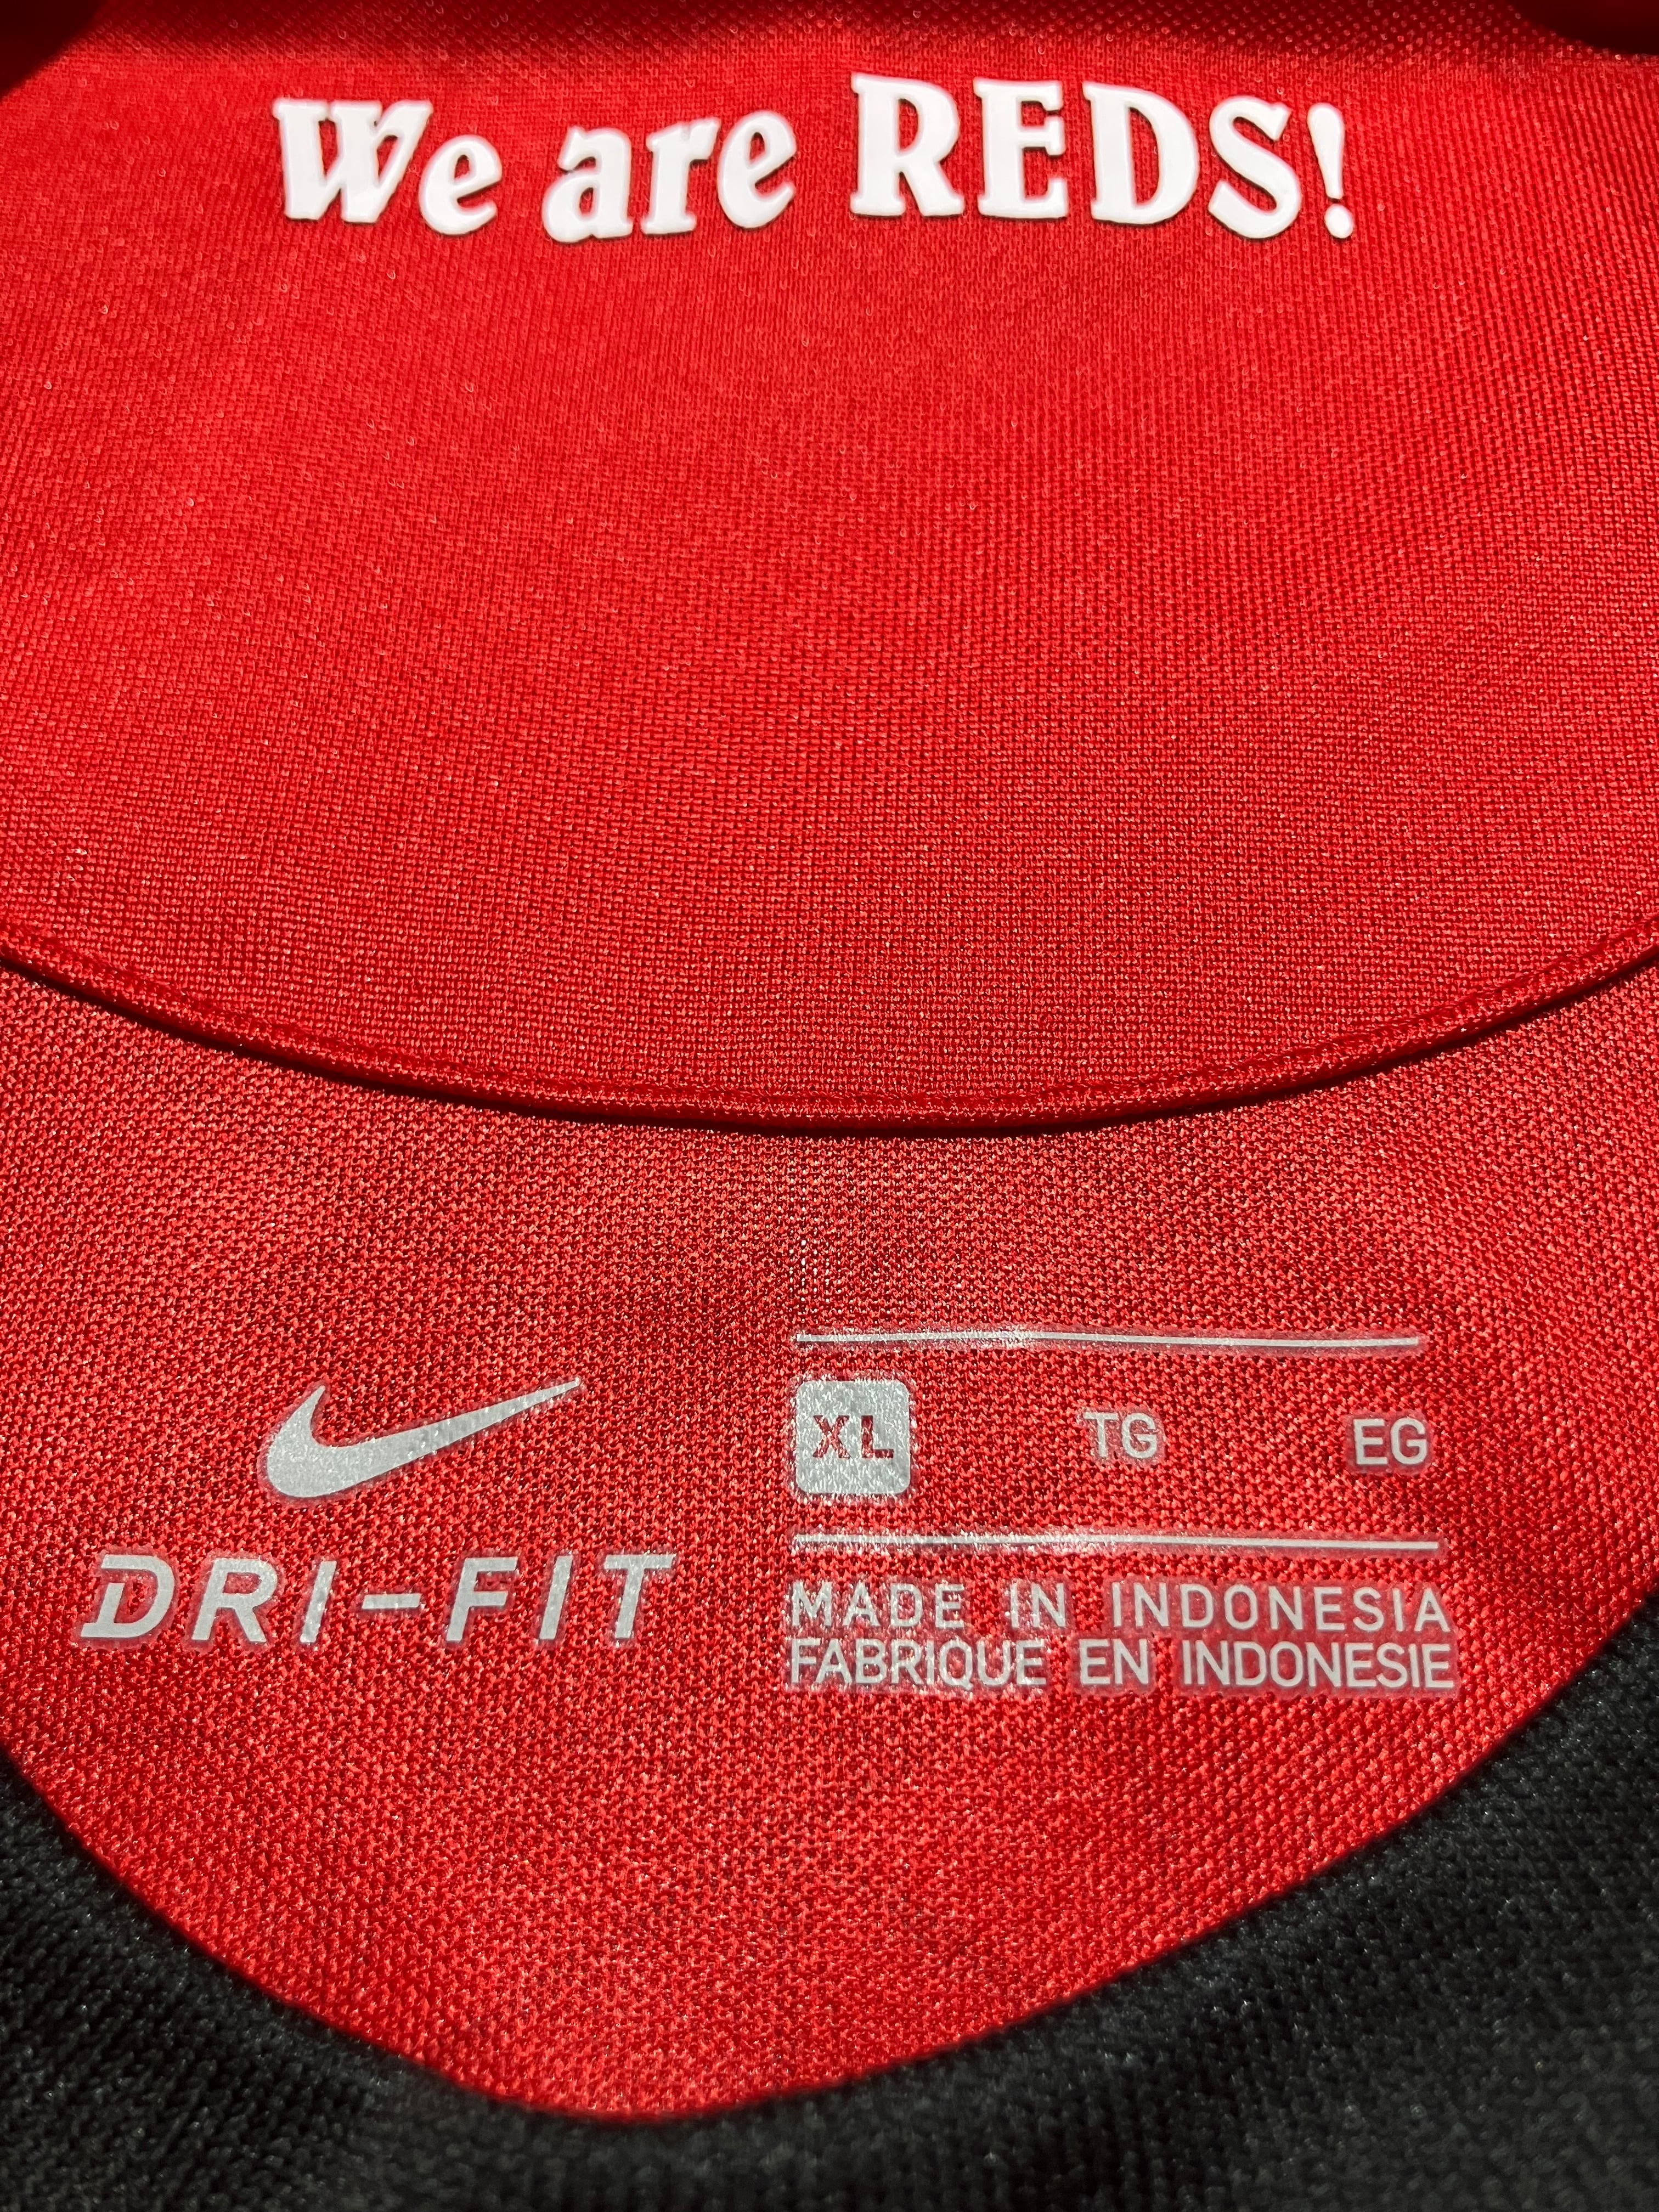 We are REDS!
XL TG EG
DRI-FIT
MADE IN INDONESIA
FABRIQUE EN INDONESIE